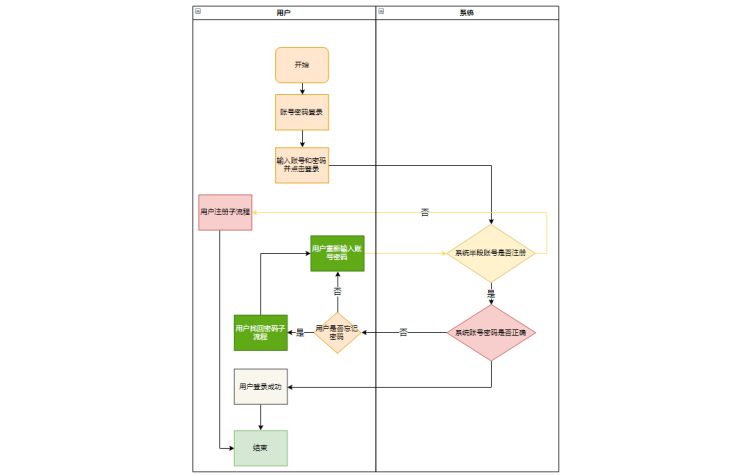 用户
系统
开始
账号密码登录
输入账号和密码
并点击登录
用户注册子流程
否
用户重新输入账
号密码
系统半段账号是否注册
否
是
用户找回密码子
流程
是
用户是否忘记
密码
否
系统账号密码是否正确
用户登录成功
结束